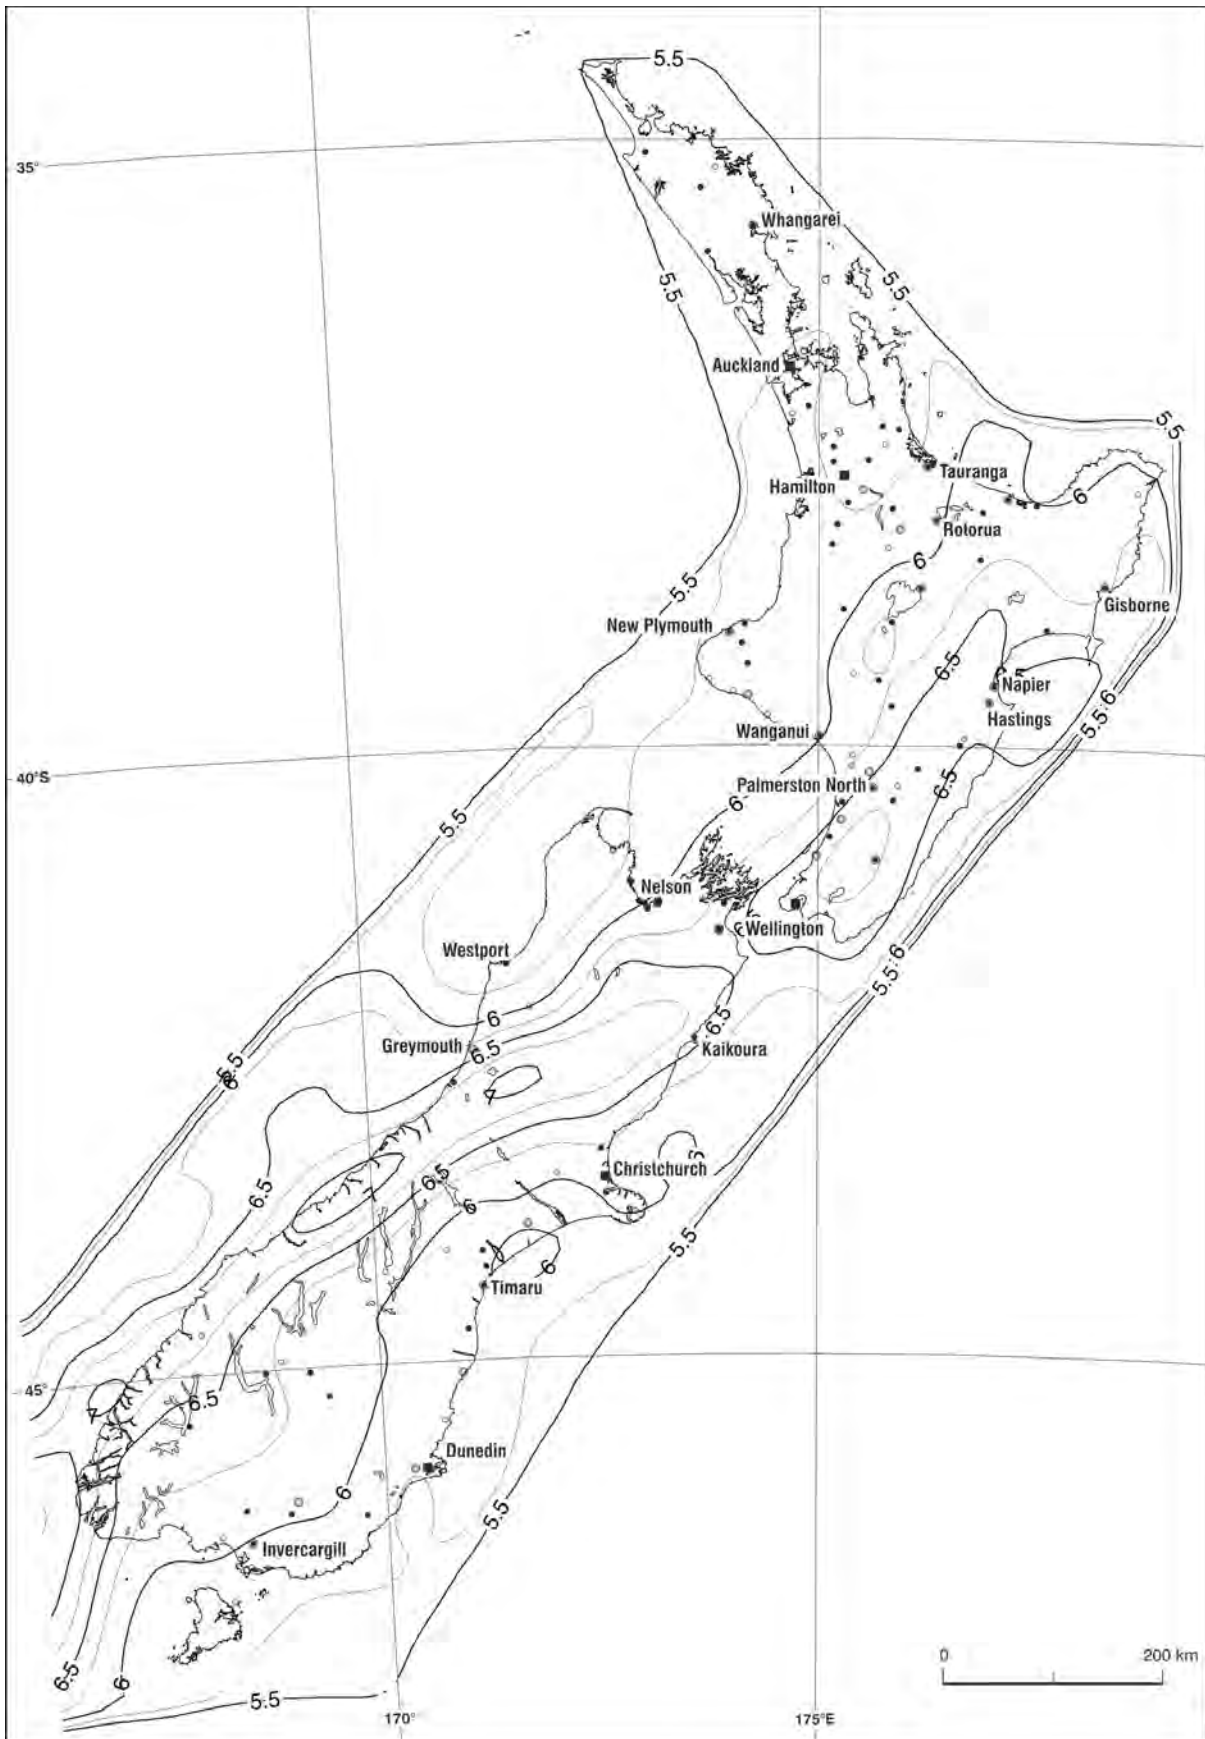 5.5
35°
Whangarei
5.5
5.5
Auckland
5.5
Tauranga
Hamilton
6
Rotorua
6
5.5
Gisborne
New Plymouth
6.5
Napier
5.5 6
Hastings
Wanganui
40°S
6.5
Palmerston North
6
5.5
Nelson
Wellington
Westport
5.5 6
6
6.5
6.5
Greymouth
Kaikoura
5.5
6
7
6
Christchurch
6.5
6.5
6
5.5
6
Timaru
45°
6.5
7
Dunedin
6
5.5
Invercargill
0 200 km
6.5
6
5.5
170°
175°E